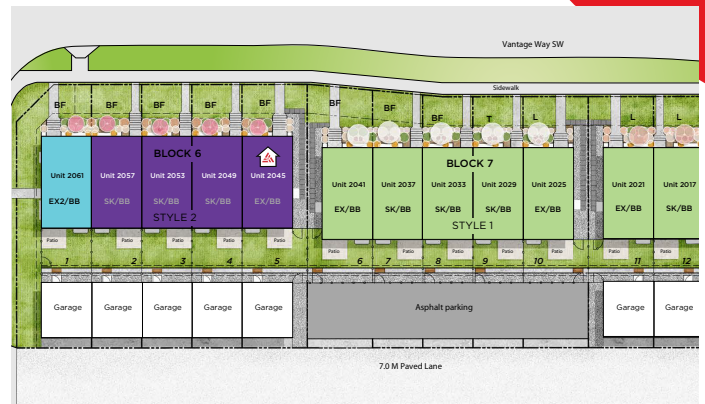 Vantage Way SW
Sidewalk
BF BF BF BF BF BF BF BF T L L L
BLOCK 6
BLOCK 7
Unit 2061 Unit 2057 Unit 2053 Unit 2049 Unit 2045 Unit 2041 Unit 2037 Unit 2033 Unit 2029 Unit 2025 Unit 2021 Unit 2017
EX2/BB SK/BB SK/BB SK/BB EX/BB EX/BB SK/BB SK/BB SK/BB EX/BB EX/BB SK/BB
STYLE 2
STYLE 1
Patio Patio Patio Patio Patio Patio Patio Patio Patio Patio Patio Patio
1 2 3 4 5 6 7 8 9 10 11 12
Garage Garage Garage Garage Garage Asphalt parking Garage Garage
7.0 M Paved Lane